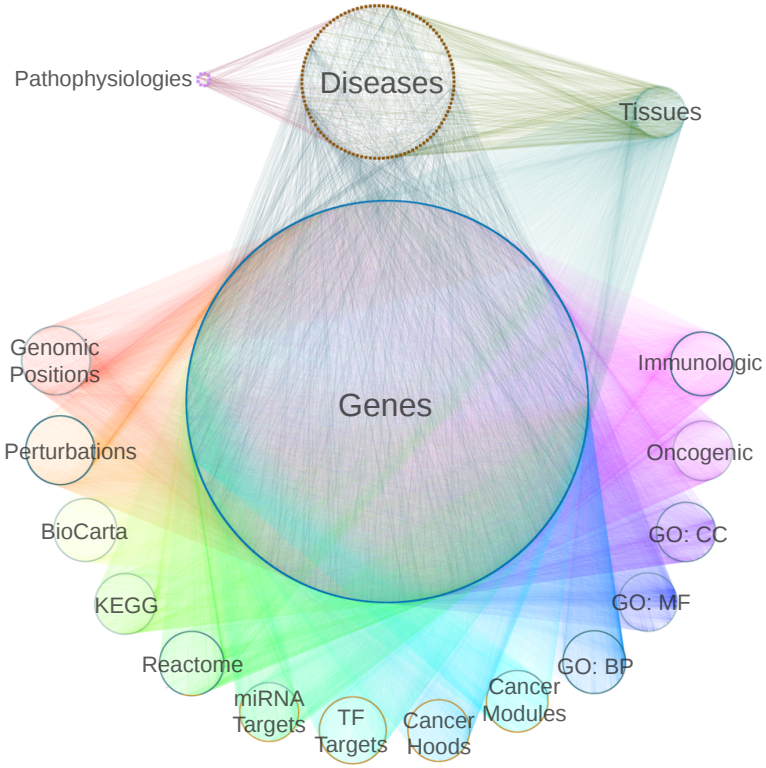 Pathophysiologies
Diseases
Tissues
Genes
Genomic
Positions
Perturbations
BioCarta
KEGG
Reactome
miRNA
Targets
TF
Targets
Cancer
Hoods
Cancer
Modules
GO: BP
GO: MF
GO: CC
Oncogenic
Immunologic